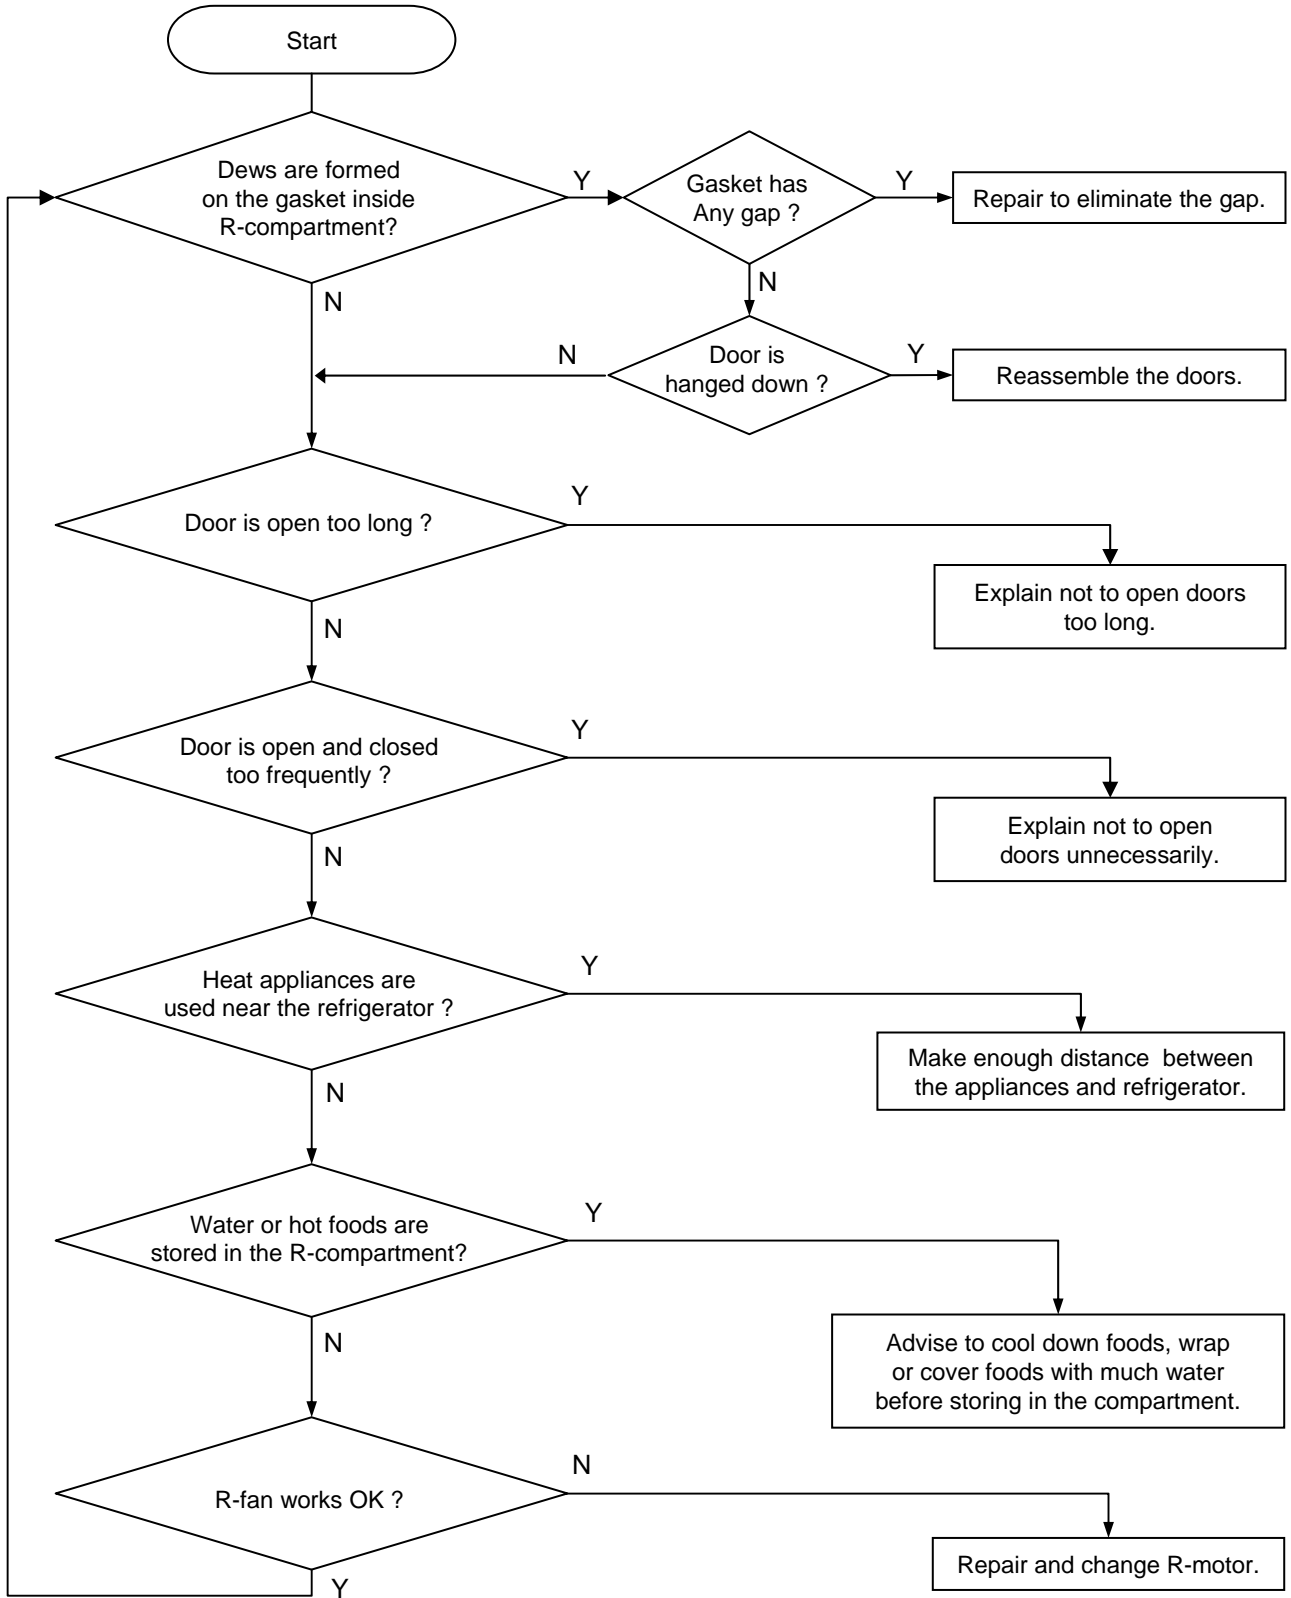 Start
Dews are formed
on the gasket inside
R-compartment?
Y
Gasket has
Any gap ?
Y
Repair to eliminate the gap.
N
N
Door is
hanged down ?
N
Y
Reassemble the doors.
Door is open too long ?
Y
Explain not to open doors
too long.
N
Door is open and closed
too frequently ?
Y
Explain not to open
doors unnecessarily.
N
Heat appliances are
used near the refrigerator ?
Y
Make enough distance  between
the appliances and refrigerator.
N
Water or hot foods are
stored in the R-compartment?
Y
Advise to cool down foods, wrap
or cover foods with much water
before storing in the compartment.
N
R-fan works OK ?
N
Repair and change R-motor.
Y